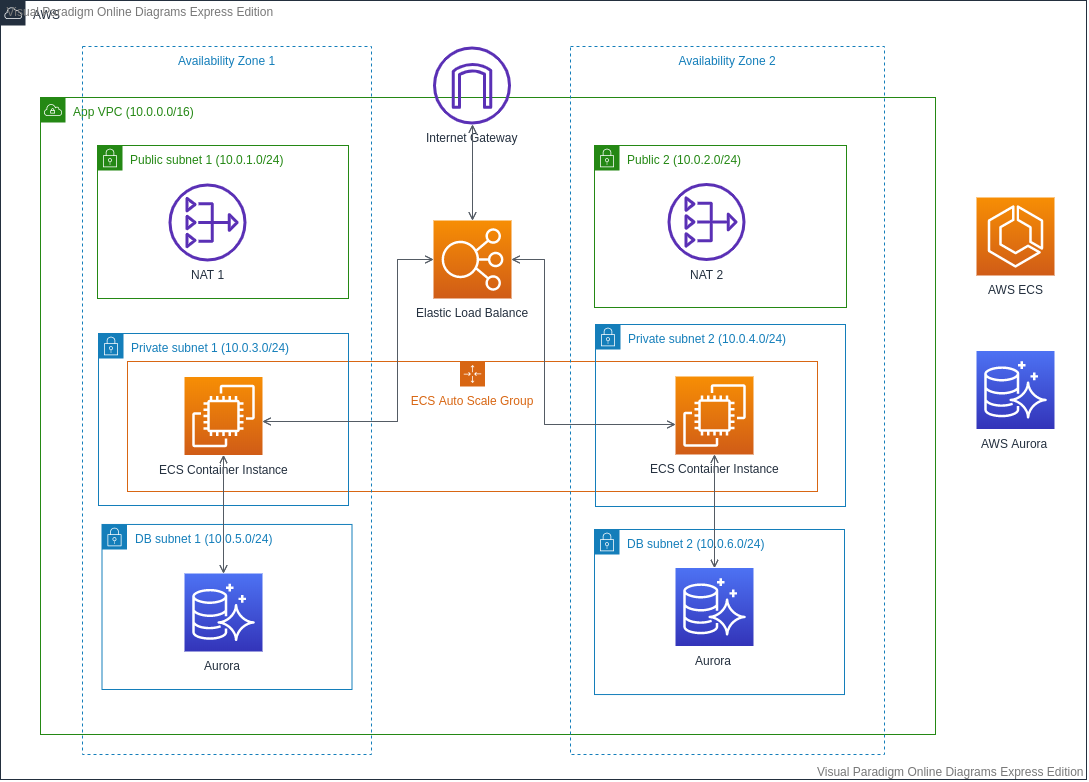 Visual Paradigm Online Diagrams Express Edition
AWS
Availability Zone 1
Availability Zone 2
App VPC (10.0.0.0/16)
Internet Gateway
Public subnet 1 (10.0.1.0/24)
Public 2 (10.0.2.0/24)
NAT 1
NAT 2
AWS ECS
Elastic Load Balance
Private subnet 1 (10.0.3.0/24)
Private subnet 2 (10.0.4.0/24)
ECS Auto Scale Group
AWS Aurora
ECS Container Instance
ECS Container Instance
DB subnet 1 (10.0.5.0/24)
DB subnet 2 (10.0.6.0/24)
Aurora
Aurora
Visual Paradigm Online Diagrams Express Edition